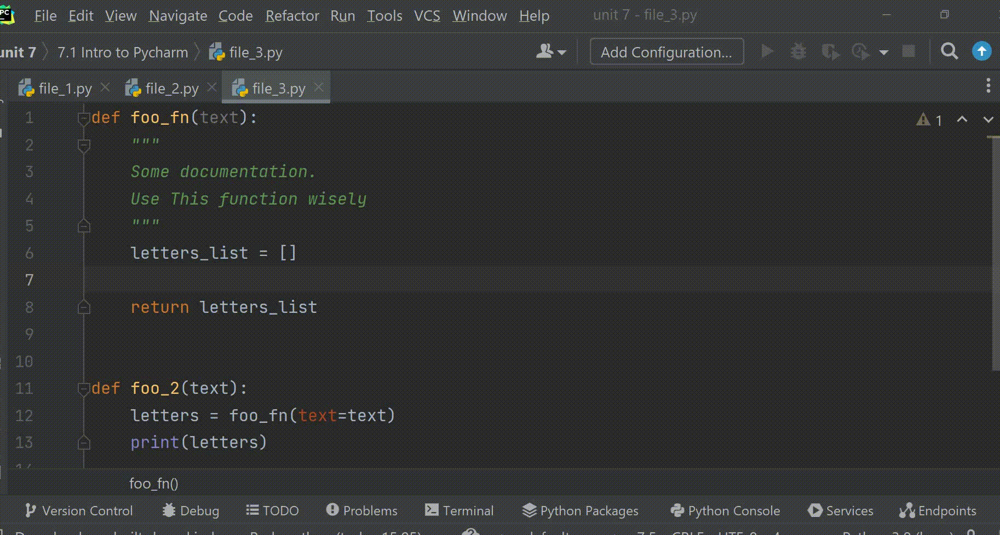 PC
File Edit View Navigate Code Refactor Run Tools VCS Window Help unit 7 - file_3.py
unit 7 7.1 Intro to Pycharm file_3.py Add Configuration...
file_1.py file_2.py file_3.py
1 def foo_fn(text): 1
2 """
3 Some documentation.
4 Use This function wisely
5 """
6 letters_list = []
7
8 return letters_list
9
10
11 def foo_2(text):
12 letters = foo_fn(text=text)
13 print(letters)
14
foo_fn()
Version Control Debug TODO Problems Terminal Python Packages Python Console Services Endpoints